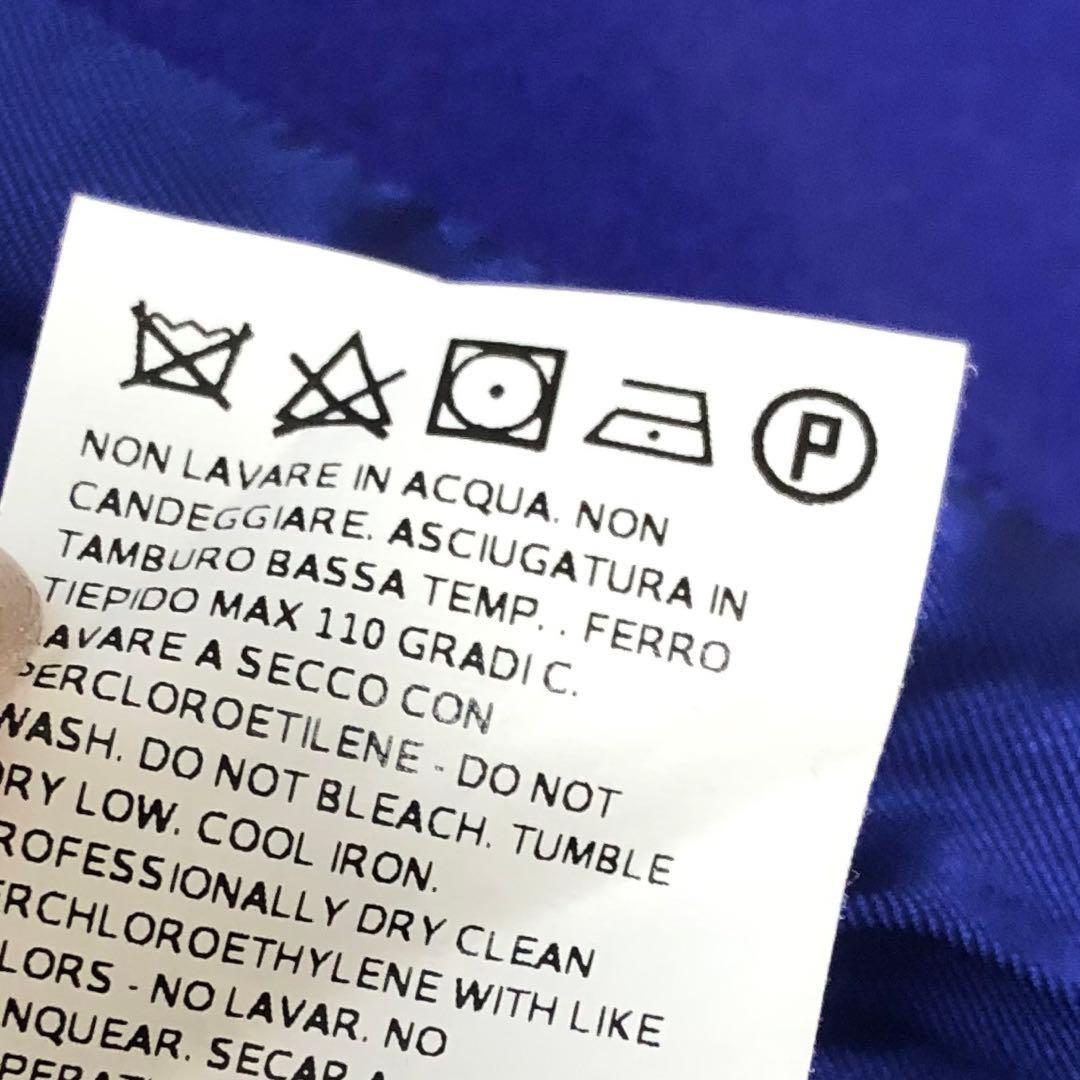 P
NON LAVARE IN ACQUA. NON
CANDEGGIARE. ASCIUGATURA IN
TAMBURO BASSA TEMP. . FERRO
TIEPIDO MAX 110 GRADI C.
AVARE A SECCO CON
PERCLOROETILENE - DO NOT
WASH. DO NOT BLEACH. TUMBLE
RY LOW. COOL IRON.
ROFESSIONALLY DRY CLEAN
ERCHLOROETHYLENE WITH LIKE
LORS - NO LAVAR. NO
NQUEAR. SECAR A